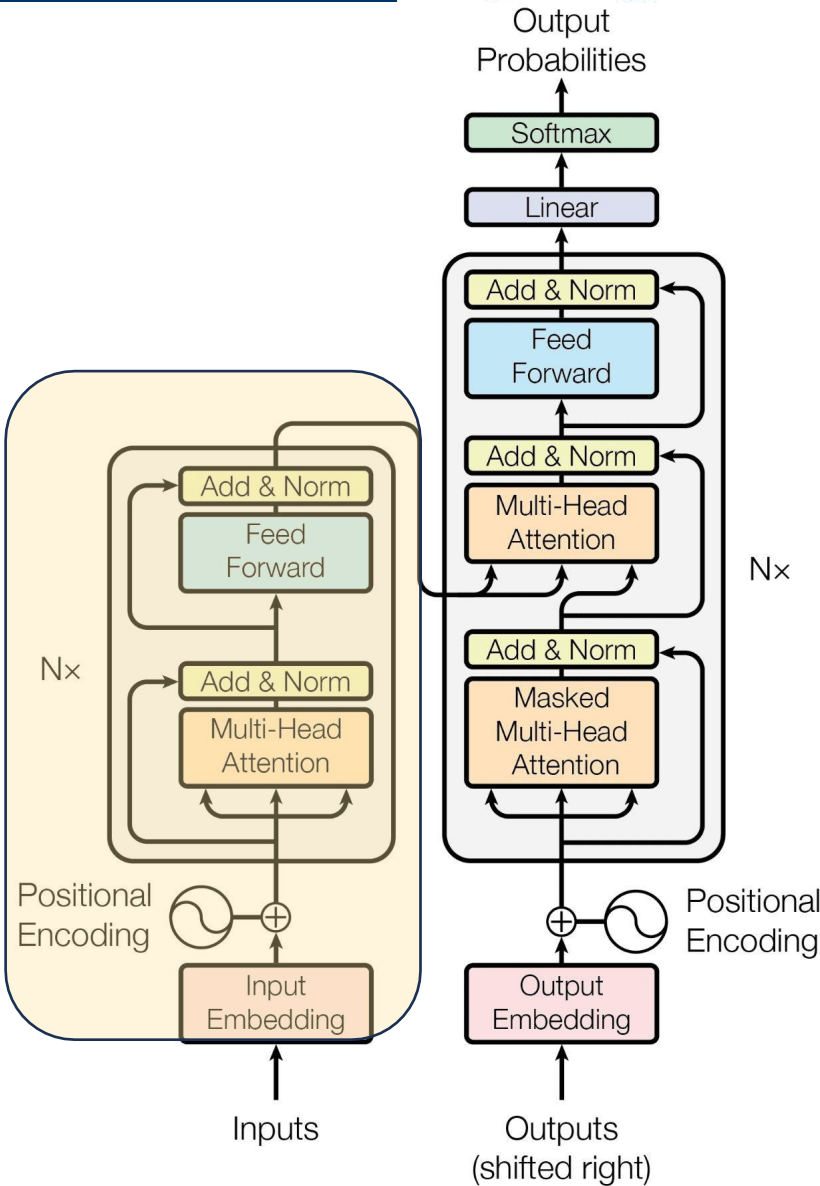 Output
Probabilities
Softmax
Linear
Add & Norm
Feed
Forward
Add & Norm
Multi-Head
Attention
N×
Add & Norm
Masked
Multi-Head
Attention
Positional
Encoding
Output
Embedding
Outputs
(shifted right)
Add & Norm
Feed
Forward
N×
Add & Norm
Multi-Head
Attention
Positional
Encoding
Input
Embedding
Inputs